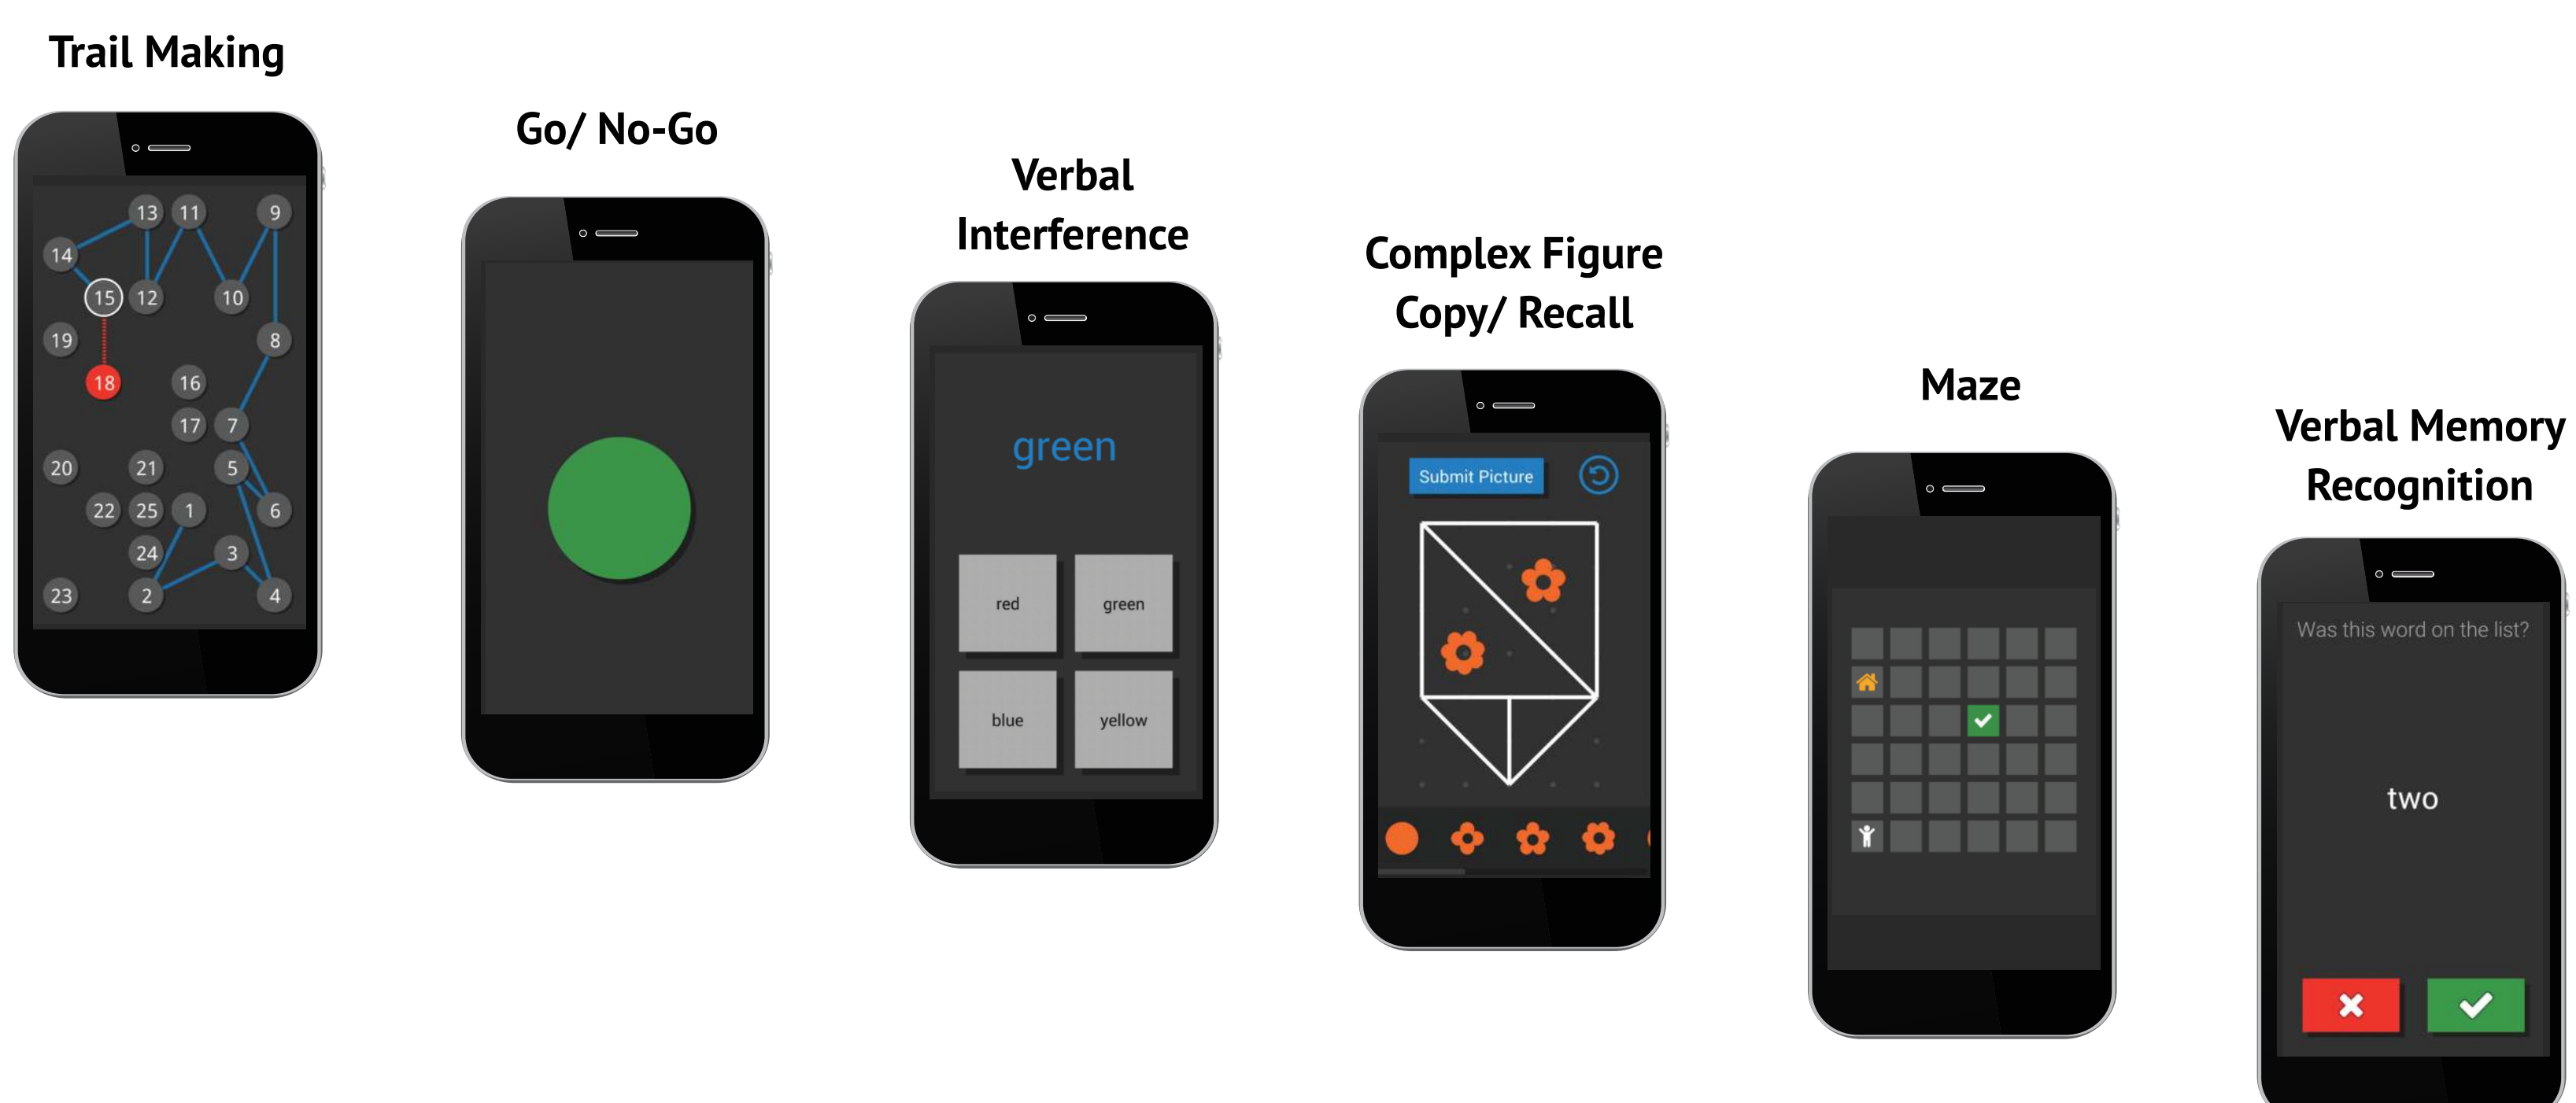 Trail Making
13 11 9
14
15 12 10
19 8
18 16
17 7
20 21 5
22 25 1 6
24 3
23 2 4
Go/ No-Go
Verbal
Interference
green
red green
blue yellow
Complex Figure
Copy/ Recall
Submit Picture
Maze
Verbal Memory
Recognition
Was this word on the list?
two